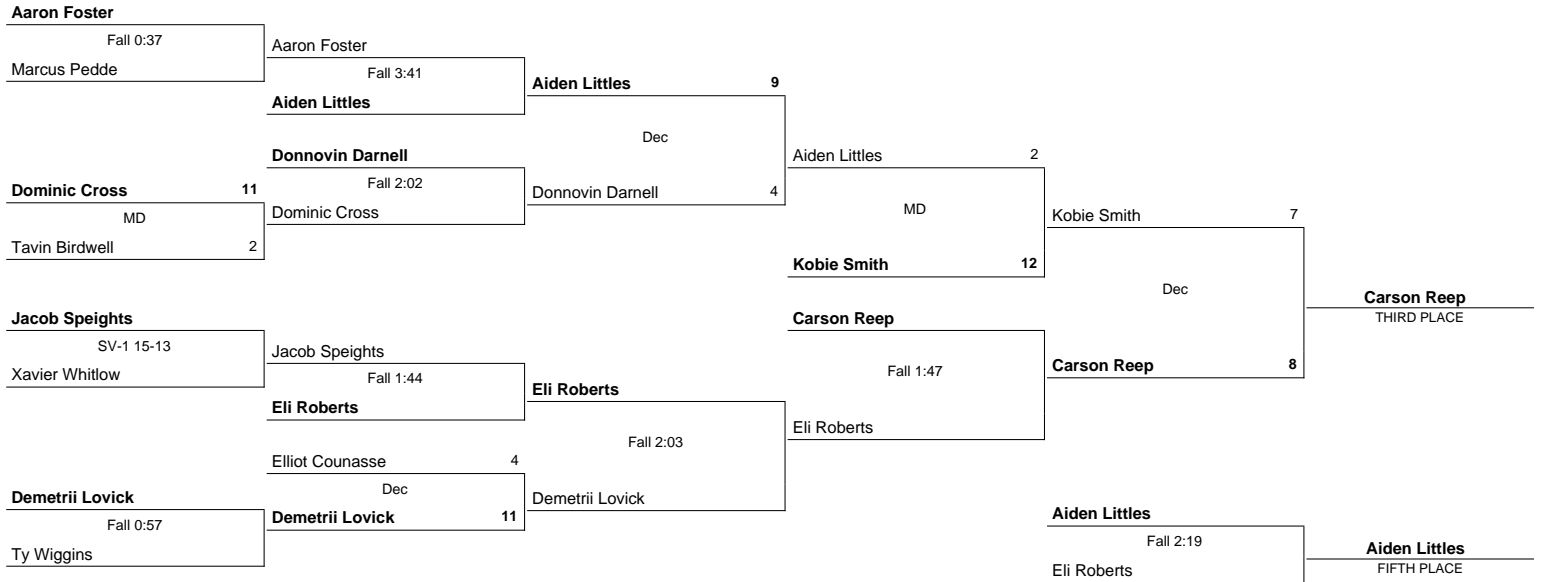 Aaron Foster
Fall 0:37
Marcus Pedde
Dominic Cross 11
MD
Tavin Birdwell 2
Jacob Speights
SV-1 15-13
Xavier Whitlow
Demetrii Lovick
Fall 0:57
Ty Wiggins
Aaron Foster
Fall 3:41
Aiden Littles
Donnovin Darnell
Fall 2:02
Dominic Cross
Jacob Speights
Fall 1:44
Eli Roberts
Elliot Counasse 4
Dec
Demetrii Lovick 11
Aiden Littles 9
Dec
Donnovin Darnell 4
Eli Roberts
Fall 2:03
Demetrii Lovick
Aiden Littles 2
MD
Kobie Smith 12
Carson Reep
Fall 1:47
Eli Roberts
Kobie Smith 7
Dec
Carson Reep 8
Aiden Littles
Fall 2:19
Eli Roberts
Carson Reep
THIRD PLACE
Aiden Littles
FIFTH PLACE